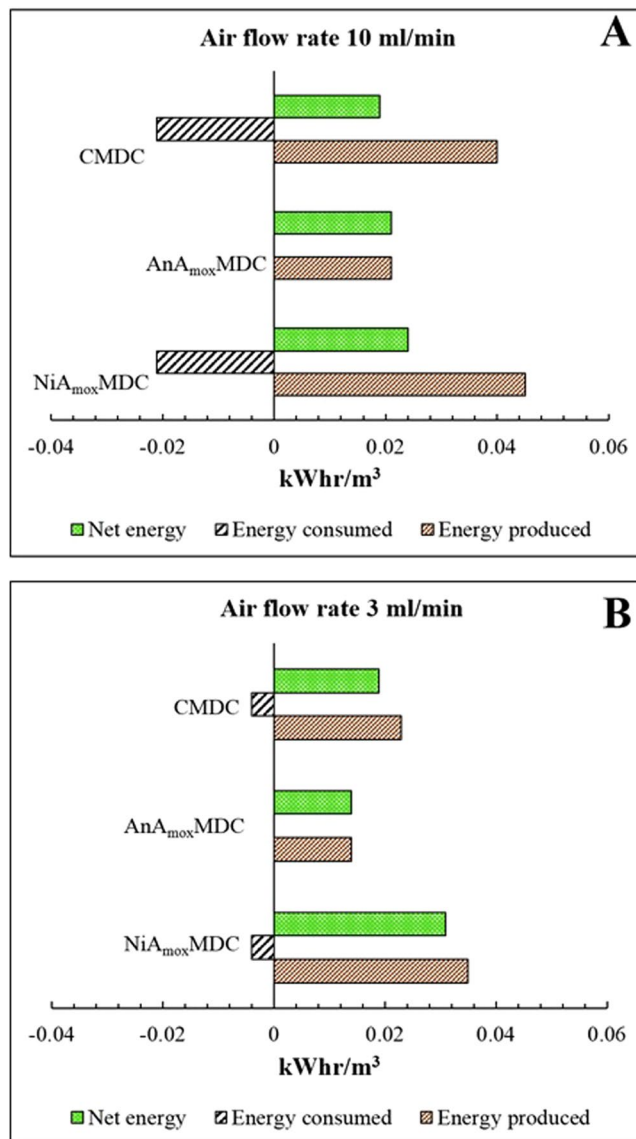 Air flow rate 10 ml/min
A
CMDC
AnAₘₒₓMDC
NiAₘₒₓMDC
-0.04 -0.02 0 0.02 0.04 0.06
kWhr/m³
Net energy Energy consumed Energy produced
Air flow rate 3 ml/min
B
CMDC
AnAₘₒₓMDC
NiAₘₒₓMDC
-0.04 -0.02 0 0.02 0.04 0.06
kWhr/m³
Net energy Energy consumed Energy produced